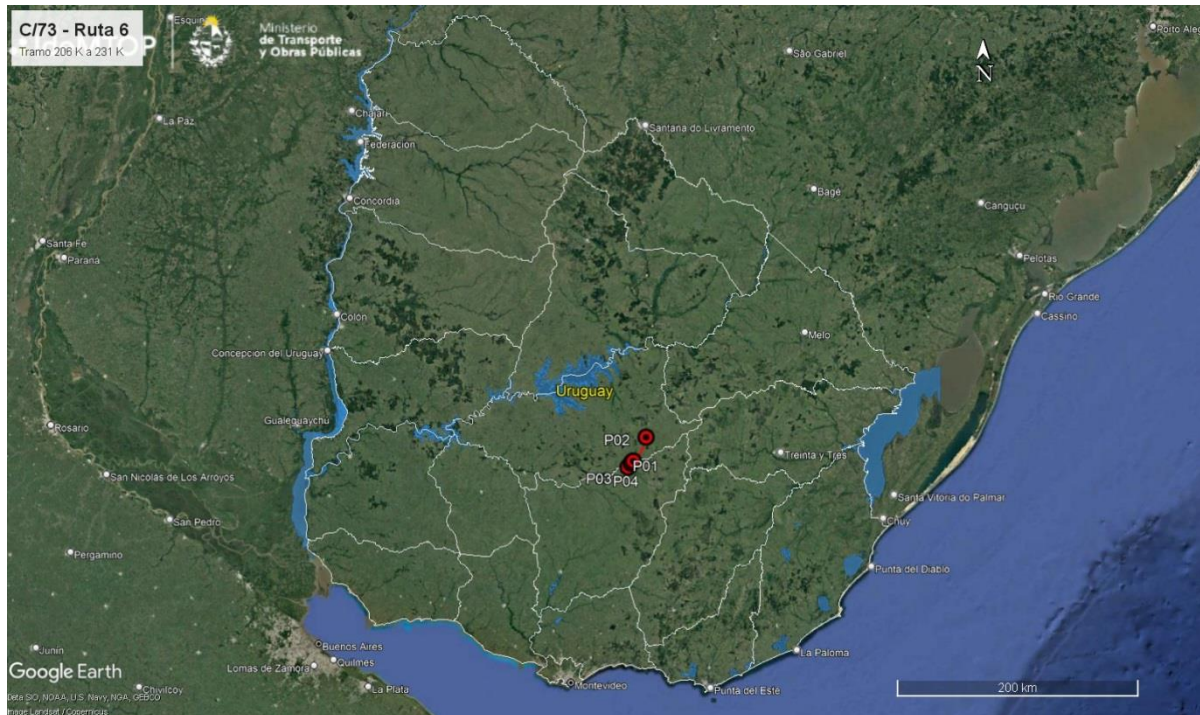 C/73 - Ruta 6
Tramo 206 K a 231 K
Ministerio
de Transporte
y Obras Públicas
Esquina
Porto Aleg
São Gabriel
N
La Paz
Chajarí
Federación
Santana do Livramento
Bagé
Concordia
Canguçu
Santa Fe
Paraná
Pelotas
Rio Grande
Cassino
Colón
Melo
Concepcion del Uruguay
Uruguay
Gualeguaychú
Rosario
P02
P01
Treinta y Tres
San Nicolás de Los Arroyos
P03
P04
Santa Vitória do Palmar
San Pedro
Chuy
Pergamino
Punta del Diablo
Buenos Aires
Junín
La Paloma
Google Earth
Lomas de Zamora
Quilmes
La Plata
Montevideo
Punta del Este
200 km
Chivilcoy
Data SIO, NOAA, U.S. Navy, NGA, GEBCO
Image Landsat / Copernicus